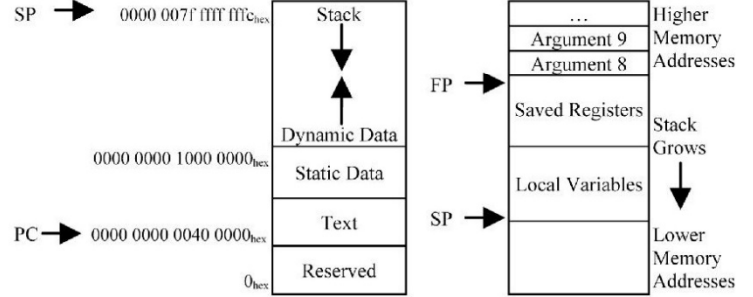 SP
0000 007f ffff fffc hex
Stack
Dynamic Data
0000 0000 1000 0000 hex
Static Data
PC
0000 0000 0040 0000 hex
Text
0 hex
Reserved
...
Argument 9
Argument 8
FP
Saved Registers
Local Variables
SP
Higher
Memory
Addresses
Stack
Grows
Lower
Memory
Addresses